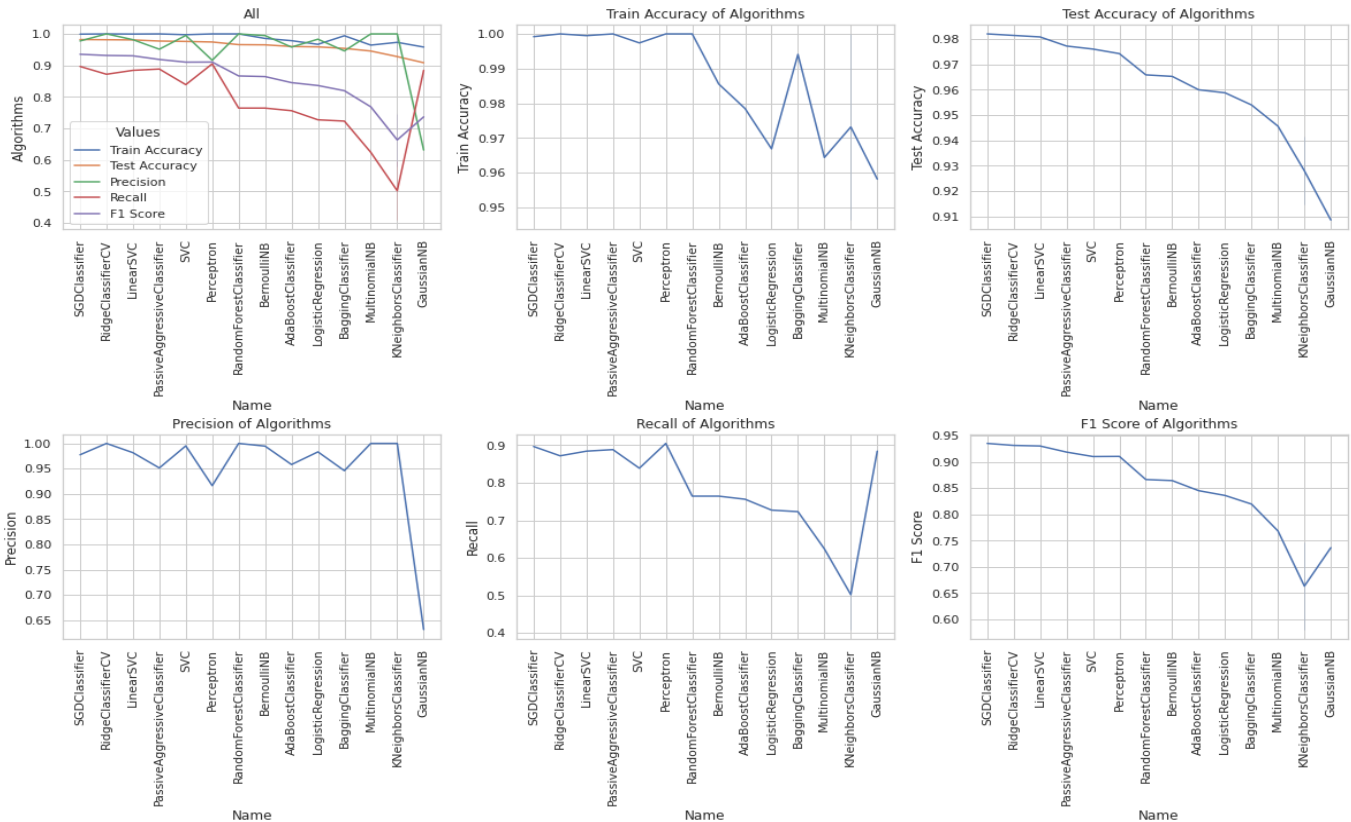 All
Algorithms
1.0
0.9
0.8
0.7
0.6
0.5
0.4
Values
Train Accuracy
Test Accuracy
Precision
Recall
F1 Score
SGDClassifier
RidgeClassifierCV
LinearSVC
PassiveAggressiveClassifier
SVC
Perceptron
RandomForestClassifier
BernoulliNB
AdaBoostClassifier
LogisticRegression
BaggingClassifier
MultinomialNB
KNeighborsClassifier
GaussianNB
Name
Train Accuracy of Algorithms
Train Accuracy
1.00
0.99
0.98
0.97
0.96
0.95
SGDClassifier
RidgeClassifierCV
LinearSVC
PassiveAggressiveClassifier
SVC
Perceptron
RandomForestClassifier
BernoulliNB
AdaBoostClassifier
LogisticRegression
BaggingClassifier
MultinomialNB
KNeighborsClassifier
GaussianNB
Name
Test Accuracy of Algorithms
Test Accuracy
0.98
0.97
0.96
0.95
0.94
0.93
0.92
0.91
SGDClassifier
RidgeClassifierCV
LinearSVC
PassiveAggressiveClassifier
SVC
Perceptron
RandomForestClassifier
BernoulliNB
AdaBoostClassifier
LogisticRegression
BaggingClassifier
MultinomialNB
KNeighborsClassifier
GaussianNB
Name
Precision of Algorithms
Precision
1.00
0.95
0.90
0.85
0.80
0.75
0.70
0.65
SGDClassifier
RidgeClassifierCV
LinearSVC
PassiveAggressiveClassifier
SVC
Perceptron
RandomForestClassifier
BernoulliNB
AdaBoostClassifier
LogisticRegression
BaggingClassifier
MultinomialNB
KNeighborsClassifier
GaussianNB
Name
Recall of Algorithms
Recall
0.9
0.8
0.7
0.6
0.5
0.4
SGDClassifier
RidgeClassifierCV
LinearSVC
PassiveAggressiveClassifier
SVC
Perceptron
RandomForestClassifier
BernoulliNB
AdaBoostClassifier
LogisticRegression
BaggingClassifier
MultinomialNB
KNeighborsClassifier
GaussianNB
Name
F1 Score of Algorithms
F1 Score
0.95
0.90
0.85
0.80
0.75
0.70
0.65
0.60
SGDClassifier
RidgeClassifierCV
LinearSVC
PassiveAggressiveClassifier
SVC
Perceptron
RandomForestClassifier
BernoulliNB
AdaBoostClassifier
LogisticRegression
BaggingClassifier
MultinomialNB
KNeighborsClassifier
GaussianNB
Name